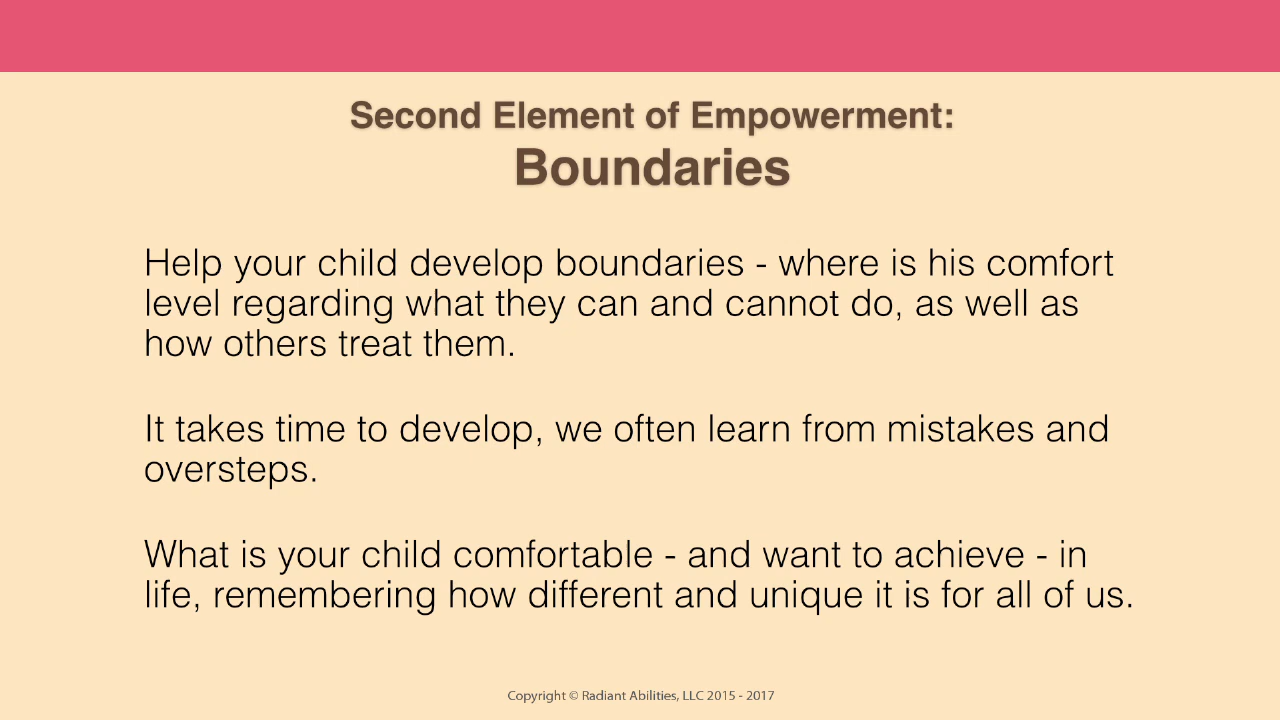 Second Element of Empowerment:
Boundaries
Help your child develop boundaries - where is his comfort
level regarding what they can and cannot do, as well as
how others treat them.
It takes time to develop, we often learn from mistakes and
oversteps.
What is your child comfortable - and want to achieve - in
life, remembering how different and unique it is for all of us.
Copyright © Radiant Abilities, LLC 2015 - 2017